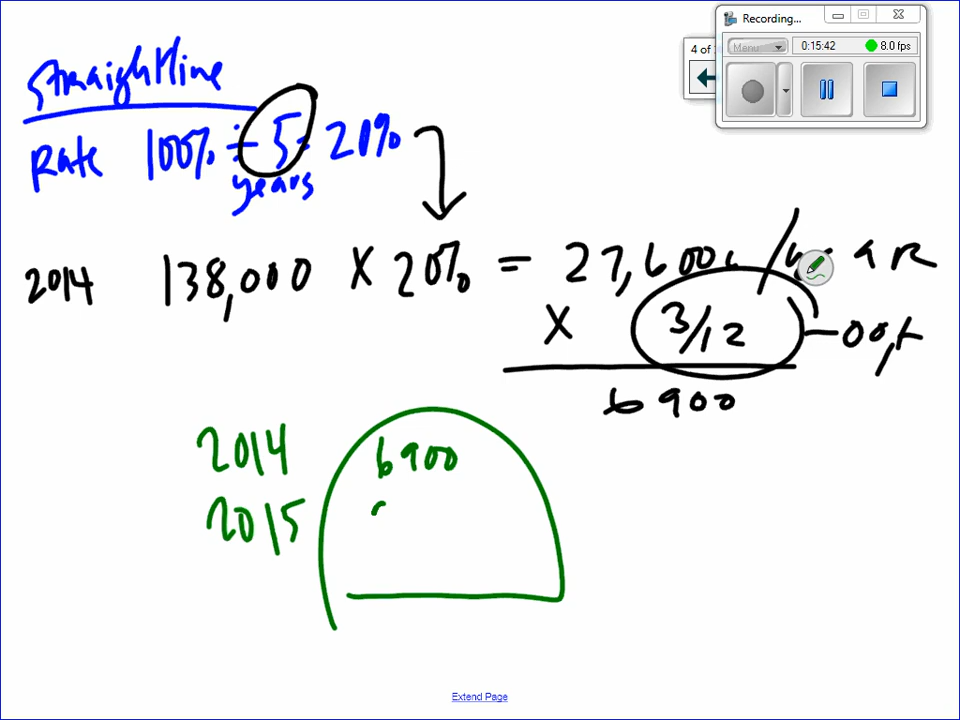 Recording...
Menu
0:15:42
8.0 fps
4 of
Straightline
Rate 100% ÷ 5 = 20%
years
2014 138,000 X 20% = 27,600
X 3/12
6900
2014 6900
2015
Extend Page